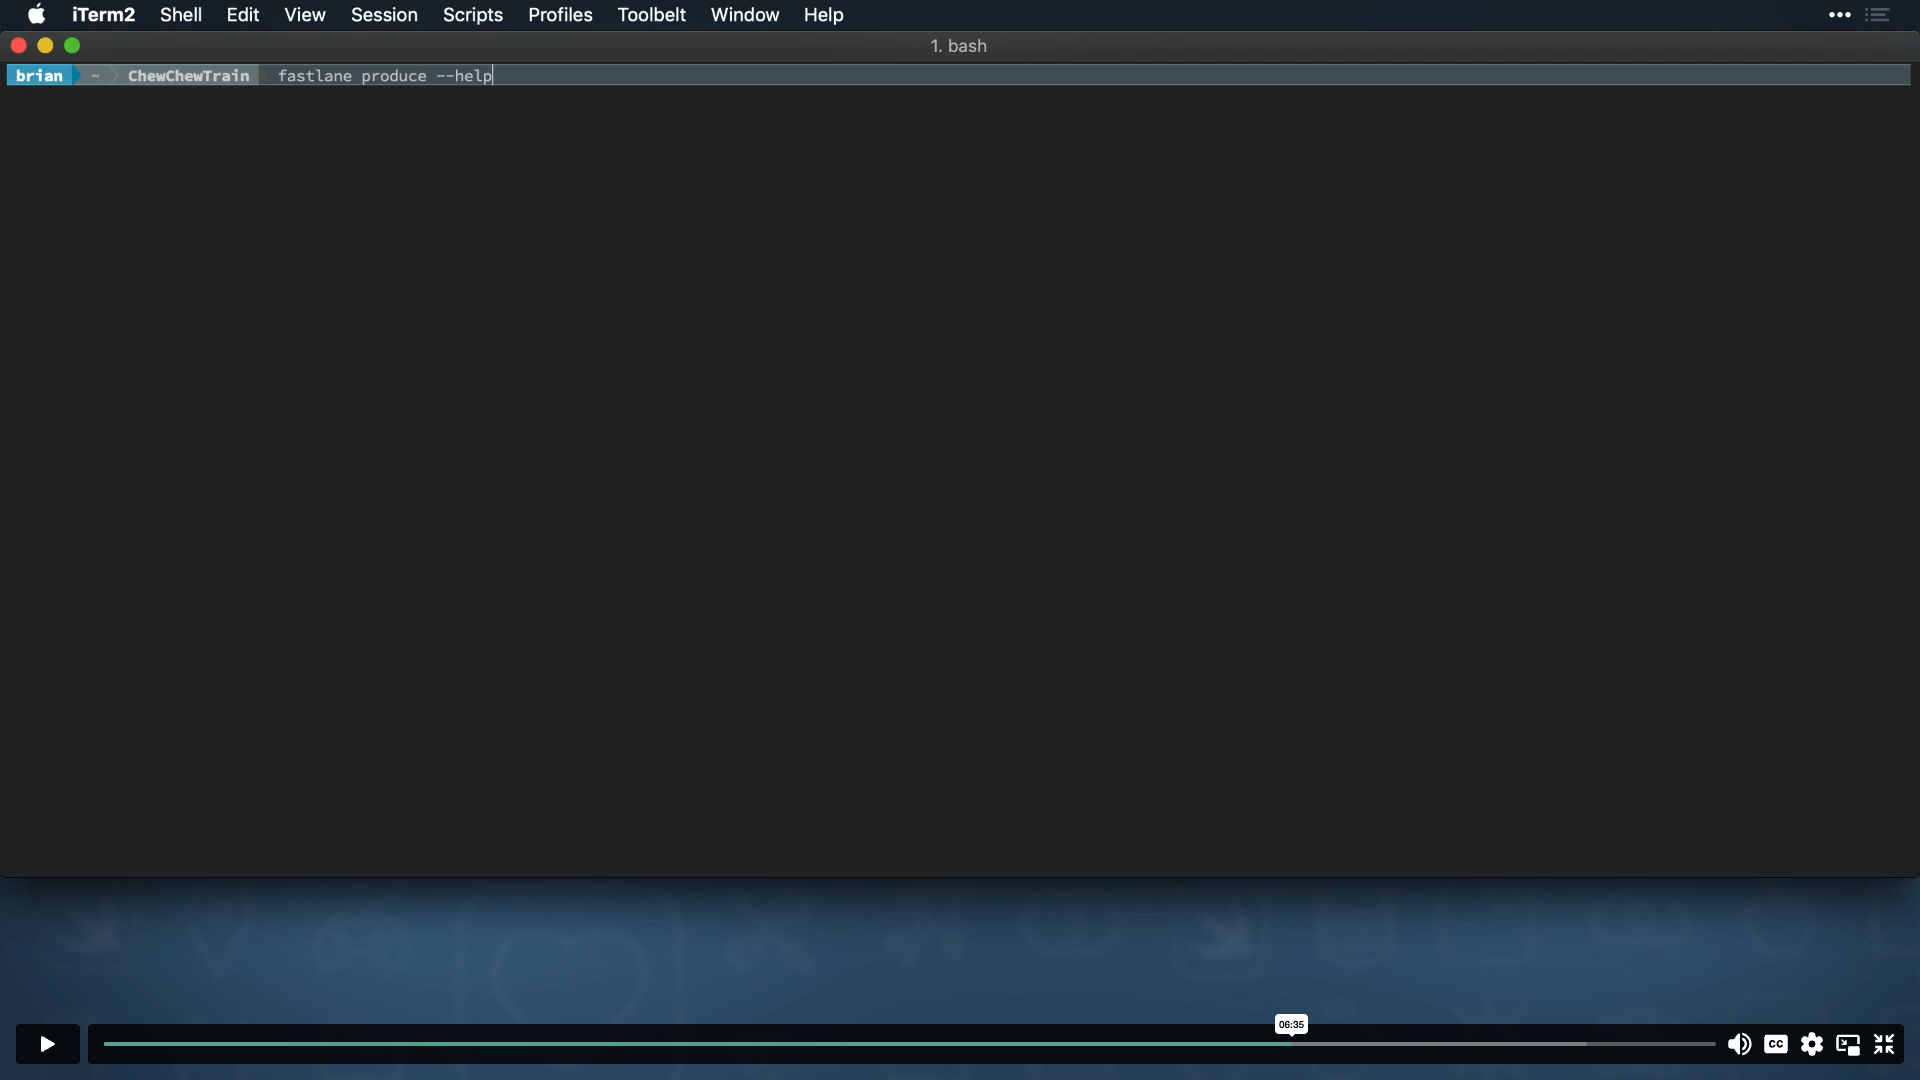 iTerm2 Shell Edit View Session Scripts Profiles Toolbelt Window Help
1. bash
brian ~ ChewChewTrain fastlane produce --help
06:35
CC